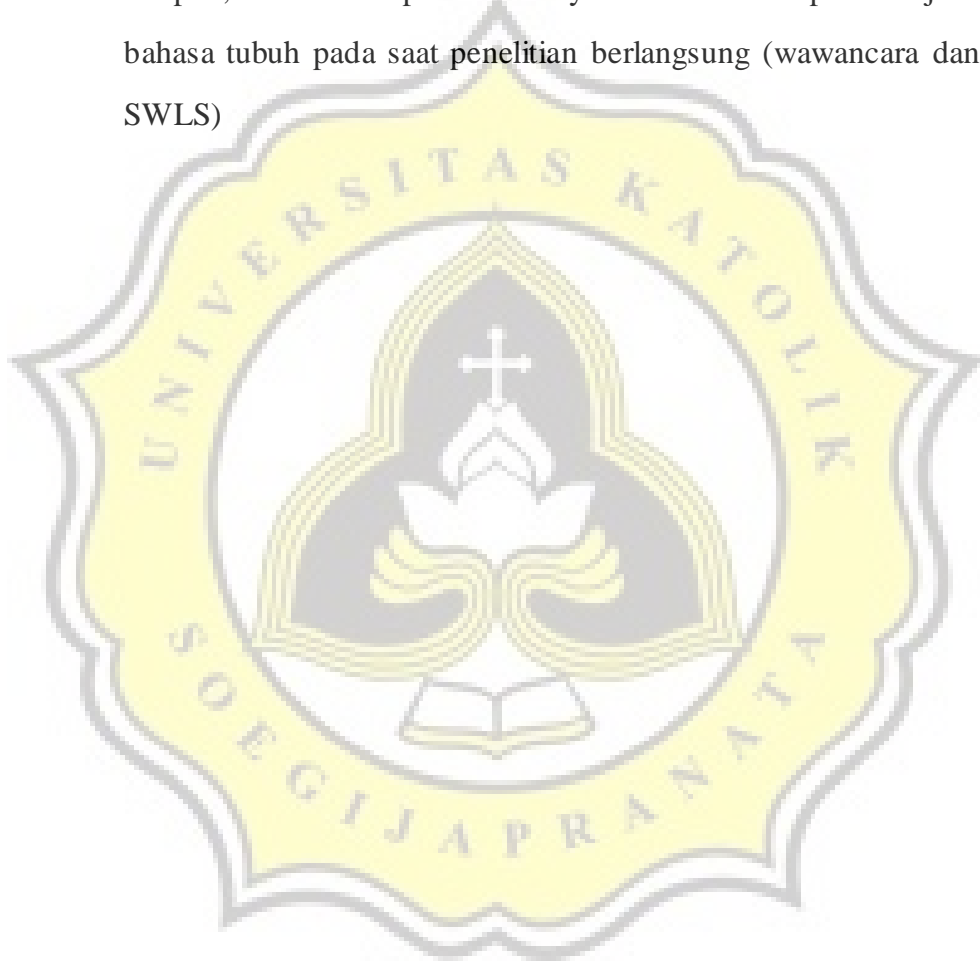 bahasa tubuh pada saat penelitian berlangsung (wawancara dan
SWLS)
UNIVERSITAS KATOLIK
SOEGIJAPRANATA